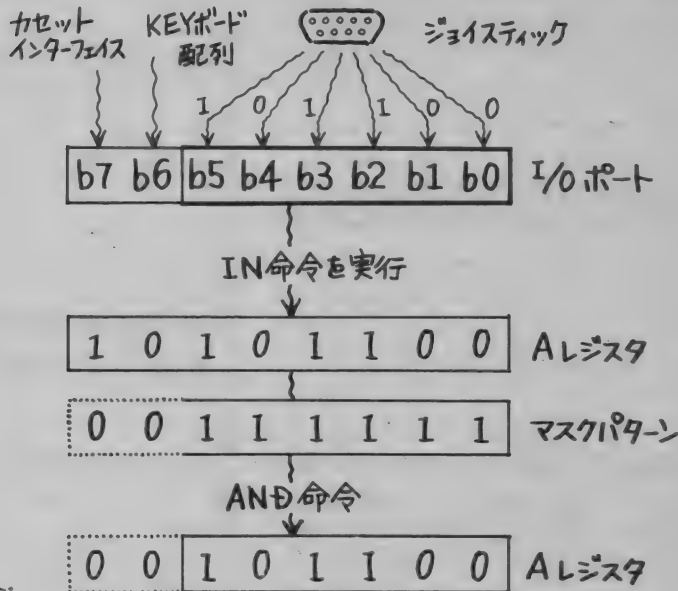 カセット
インターフェイス
KEYボード
配列
ジョイスティック
1 0 1 1 0 0
b7 b6 b5 b4 b3 b2 b1 b0 I/Oポート
IN命令を実行
1 0 1 0 1 1 0 0 Aレジスタ
0 0 1 1 1 1 1 1 マスクパターン
AND命令
0 0 1 0 1 1 0 0 Aレジスタ